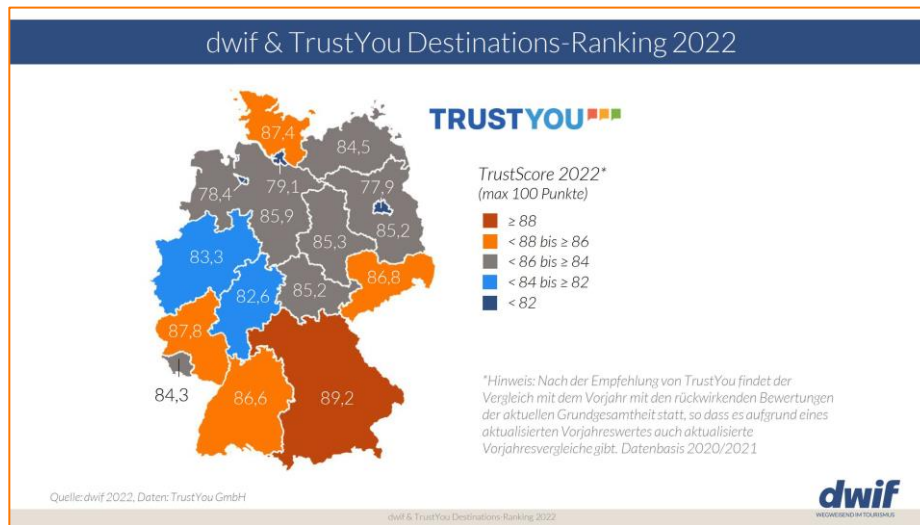 dwif & TrustYou Destinations-Ranking 2022
TRUSTYOU
87,4
84,5
78,4
79,1
77,9
85,9
85,3
85,2
83,3
82,6
85,2
86,8
87,8
84,3
86,6
89,2
TrustScore 2022*
(max 100 Punkte)
≥ 88
< 88 bis ≥ 86
< 86 bis ≥ 84
< 84 bis ≥ 82
< 82
*Hinweis: Nach der Empfehlung von TrustYou findet der
Vergleich mit dem Vorjahr mit den rückwirkenden Bewertungen
der aktuellen Grundgesamtheit statt, so dass es aufgrund eines
aktualisierten Vorjahreswertes auch aktualisierte
Vorjahresvergleiche gibt. Datenbasis 2020/2021
Quelle: dwif 2022, Daten: TrustYou GmbH
dwif
WEGWEISEND IM TOURISMUS
dwif & TrustYou Destinations-Ranking 2022